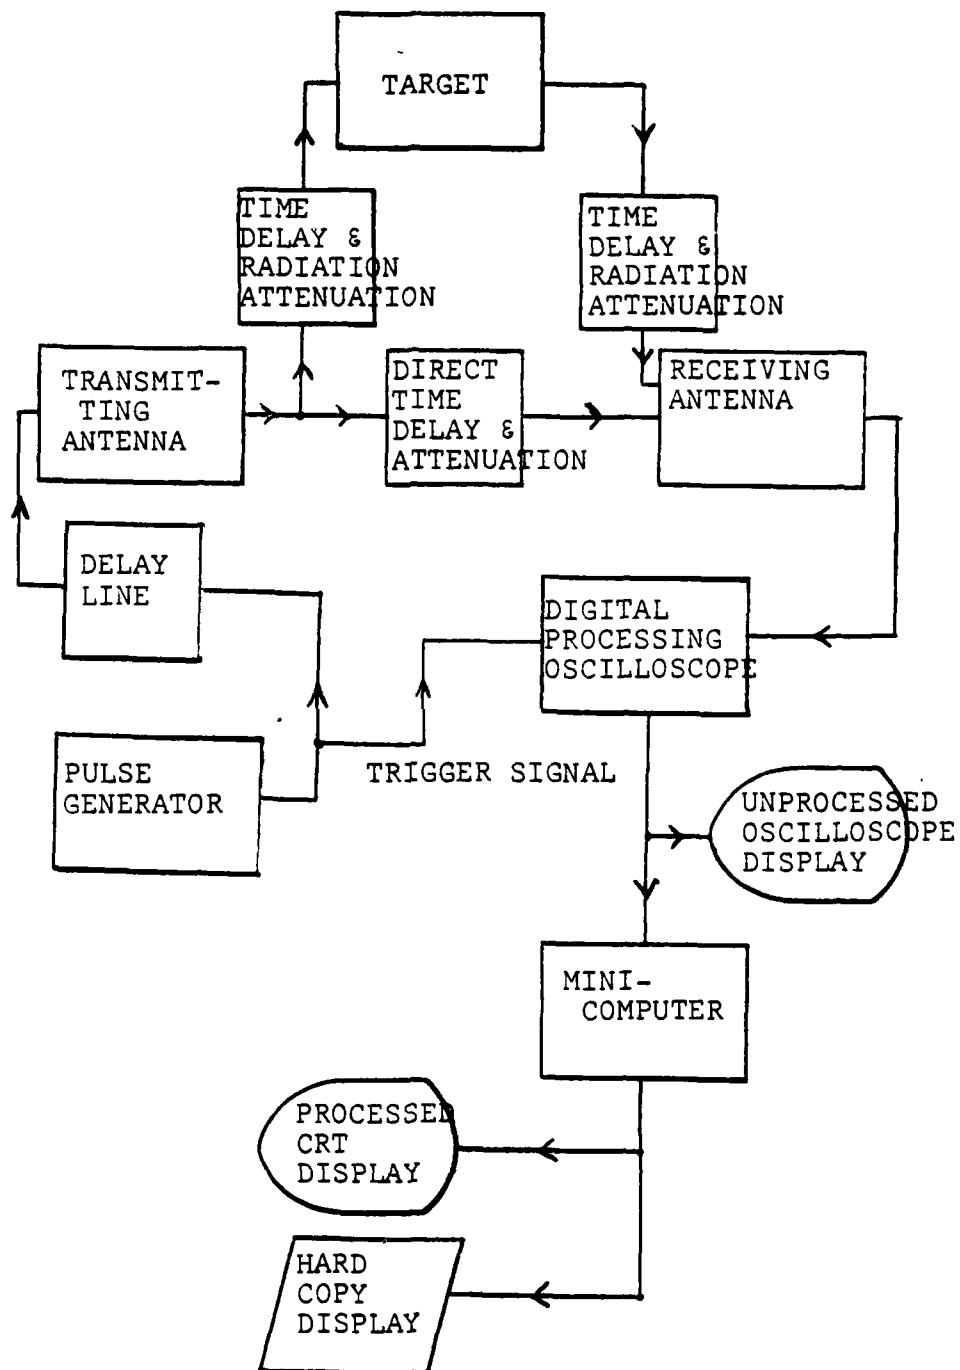 TARGET
TIME
DELAY &
RADIATION
ATTENUATION
TIME
DELAY &
RADIATION
ATTENUATION
TRANSMIT-
TING
ANTENNA
DIRECT
TIME
DELAY &
ATTENUATION
RECEIVING
ANTENNA
DELAY
LINE
DIGITAL
PROCESSING
OSCILLOSCOPE
PULSE
GENERATOR
TRIGGER SIGNAL
UNPROCESSED
OSCILLOSCOPE
DISPLAY
MINI-
COMPUTER
PROCESSED
CRT
DISPLAY
HARD
COPY
DISPLAY